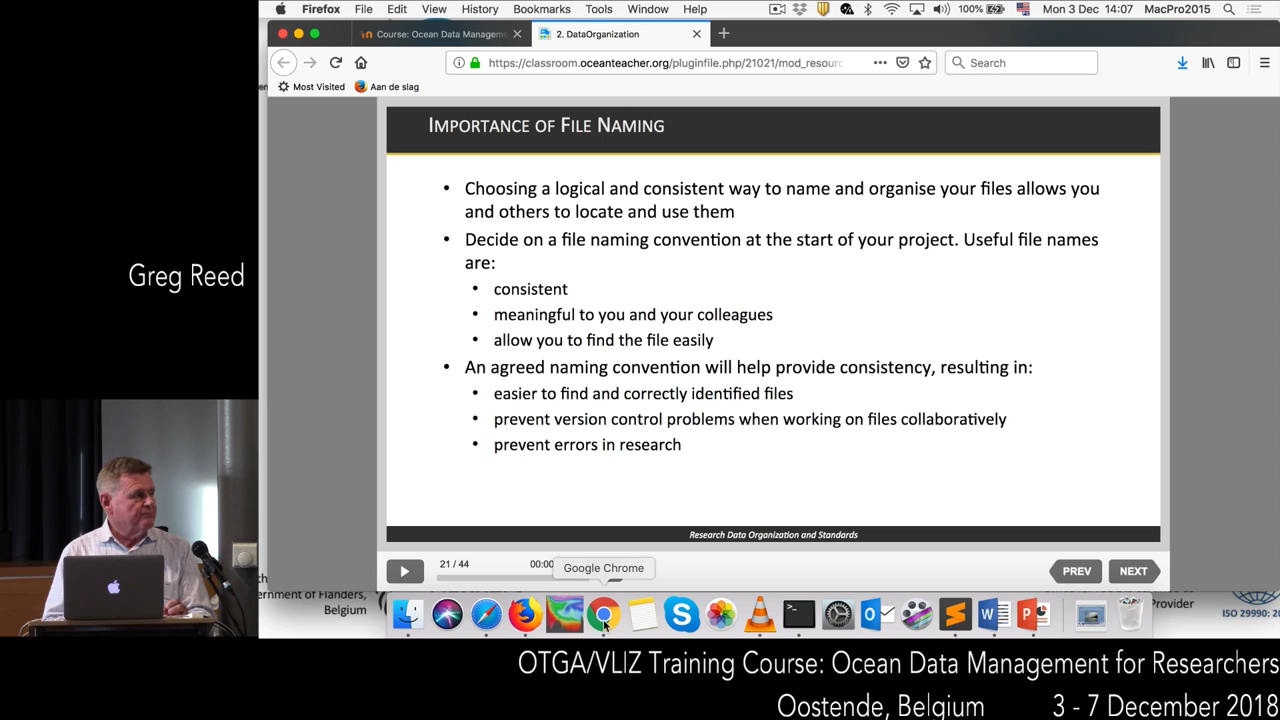 Firefox File Edit View History Bookmarks Tools Window Help 100% Mon 3 Dec 14:07 MacPro2015
Course: Ocean Data Managem
2. DataOrganization
https://classroom.oceanteacher.org/pluginfile.php/21021/mod_resour
Search
Most Visited Aan de slag
IMPORTANCE OF FILE NAMING
• Choosing a logical and consistent way to name and organise your files allows you
and others to locate and use them
• Decide on a file naming convention at the start of your project. Useful file names
are:
• consistent
• meaningful to you and your colleagues
• allow you to find the file easily
• An agreed naming convention will help provide consistency, resulting in:
• easier to find and correctly identified files
• prevent version control problems when working on files collaboratively
• prevent errors in research
Research Data Organization and Standards
21 / 44 00:00
Google Chrome
PREV NEXT
Greg Reed
vernment of Flanders,
Belgium
Provider
ISO 29990:
OTGA/VLIZ Training Course: Ocean Data Management for Researchers
Oostende, Belgium 3 - 7 December 2018